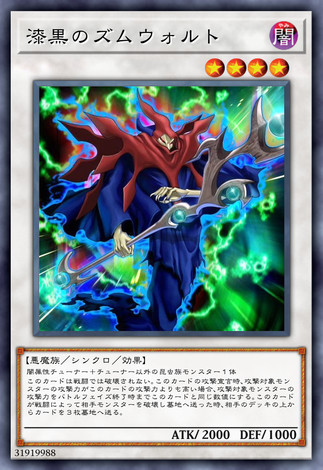 漆黒のズムウォルト
やみ
闇
【悪魔族／シンクロ／効果】
闇属性チューナー＋チューナー以外の昆虫族モンスター１体
このカードは戦闘では破壊されない。このカードの攻撃宣言時、攻撃対象モン
スターの攻撃力がこのカードの攻撃力よりも高い場合、攻撃対象モンスターの
攻撃力をバトルフェイズ終了時までこのカードと同じ数値にする。このカード
が戦闘によって相手モンスターを破壊し墓地へ送った時、相手のデッキの上か
らカードを３枚墓地へ送る。
ATK/ 2000 DEF/1000
31919988